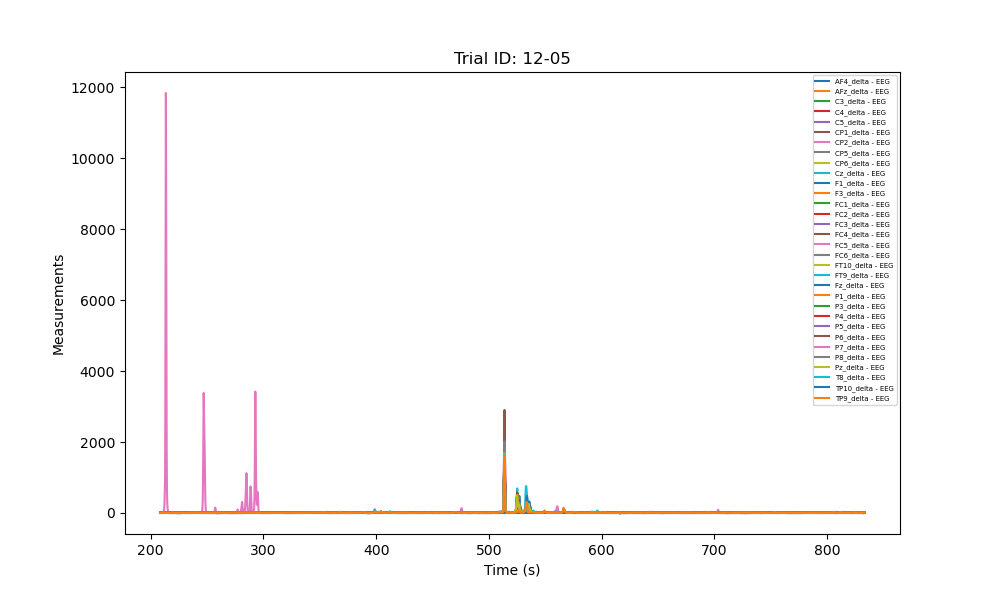 Trial ID: 12-05
12000
10000
8000
6000
4000
2000
0
Measurements
200
300
400
500
600
700
800
Time (s)
AF4_delta - EEG
AFz_delta - EEG
C3_delta - EEG
C4_delta - EEG
C5_delta - EEG
CP1_delta - EEG
CP2_delta - EEG
CP5_delta - EEG
CP6_delta - EEG
Cz_delta - EEG
F1_delta - EEG
F3_delta - EEG
FC1_delta - EEG
FC2_delta - EEG
FC3_delta - EEG
FC4_delta - EEG
FC5_delta - EEG
FC6_delta - EEG
FT10_delta - EEG
FT9_delta - EEG
Fz_delta - EEG
P1_delta - EEG
P3_delta - EEG
P4_delta - EEG
P5_delta - EEG
P6_delta - EEG
P7_delta - EEG
P8_delta - EEG
Pz_delta - EEG
T8_delta - EEG
TP10_delta - EEG
TP9_delta - EEG